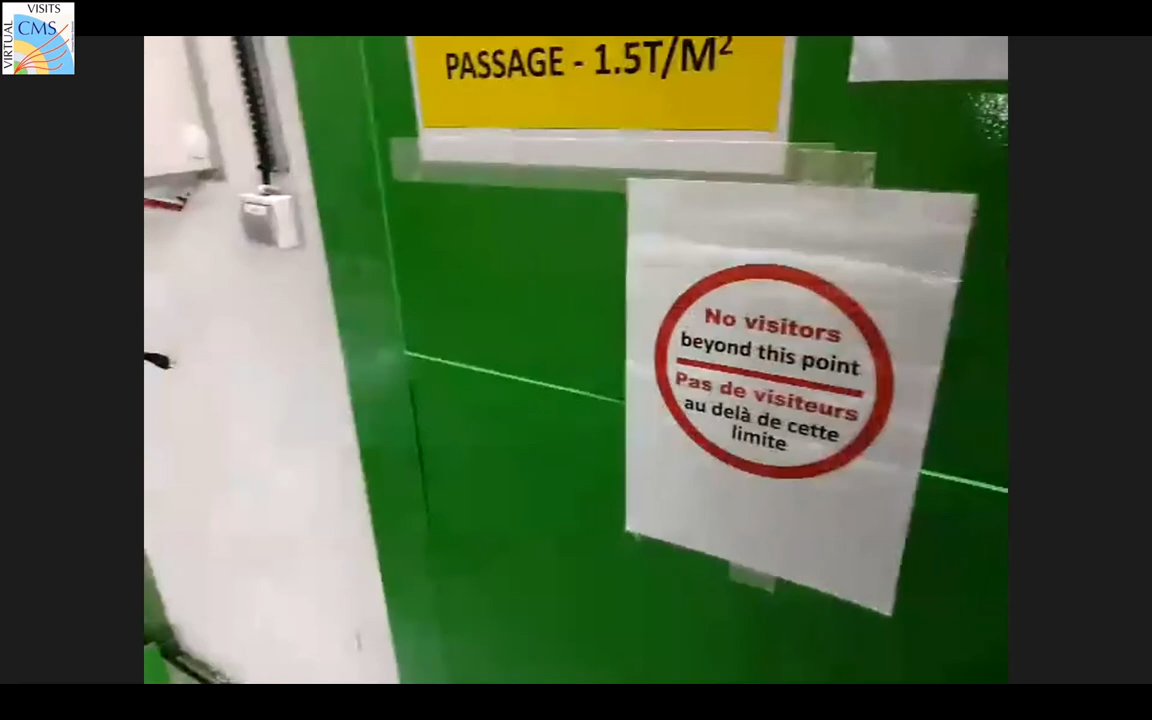 VISITS
VIRTUAL
CMS
PASSAGE - 1.5T/M²
No visitors
beyond this point
Pas de visiteurs
au delà de cette
limite